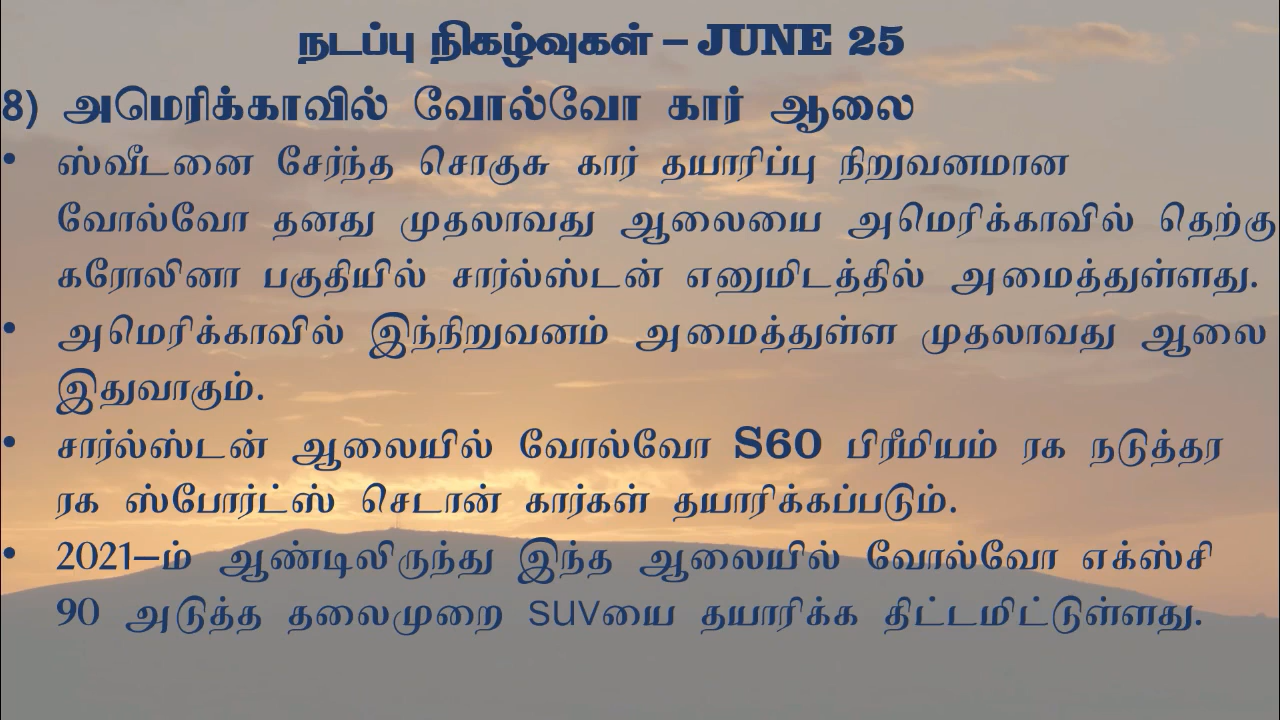 நடப்பு நிகழ்வுகள் – JUNE 25
8) அமெரிக்காவில் வோல்வோ கார் ஆலை
• ஸ்வீடனை சேர்ந்த சொகுசு கார் தயாரிப்பு நிறுவனமான
வோல்வோ தனது முதலாவது ஆலையை அமெரிக்காவில் தெற்கு
கரோலினா பகுதியில் சார்ல்ஸ்டன் எனுமிடத்தில் அமைத்துள்ளது.
• அமெரிக்காவில் இந்நிறுவனம் அமைத்துள்ள முதலாவது ஆலை
இதுவாகும்.
• சார்ல்ஸ்டன் ஆலையில் வோல்வோ S60 பிரீமியம் ரக நடுத்தர
ரக ஸ்போர்ட்ஸ் செடான் கார்கள் தயாரிக்கப்படும்.
• 2021–ம் ஆண்டிலிருந்து இந்த ஆலையில் வோல்வோ எக்ஸ்சி
90 அடுத்த தலைமுறை SUVயை தயாரிக்க திட்டமிட்டுள்ளது.